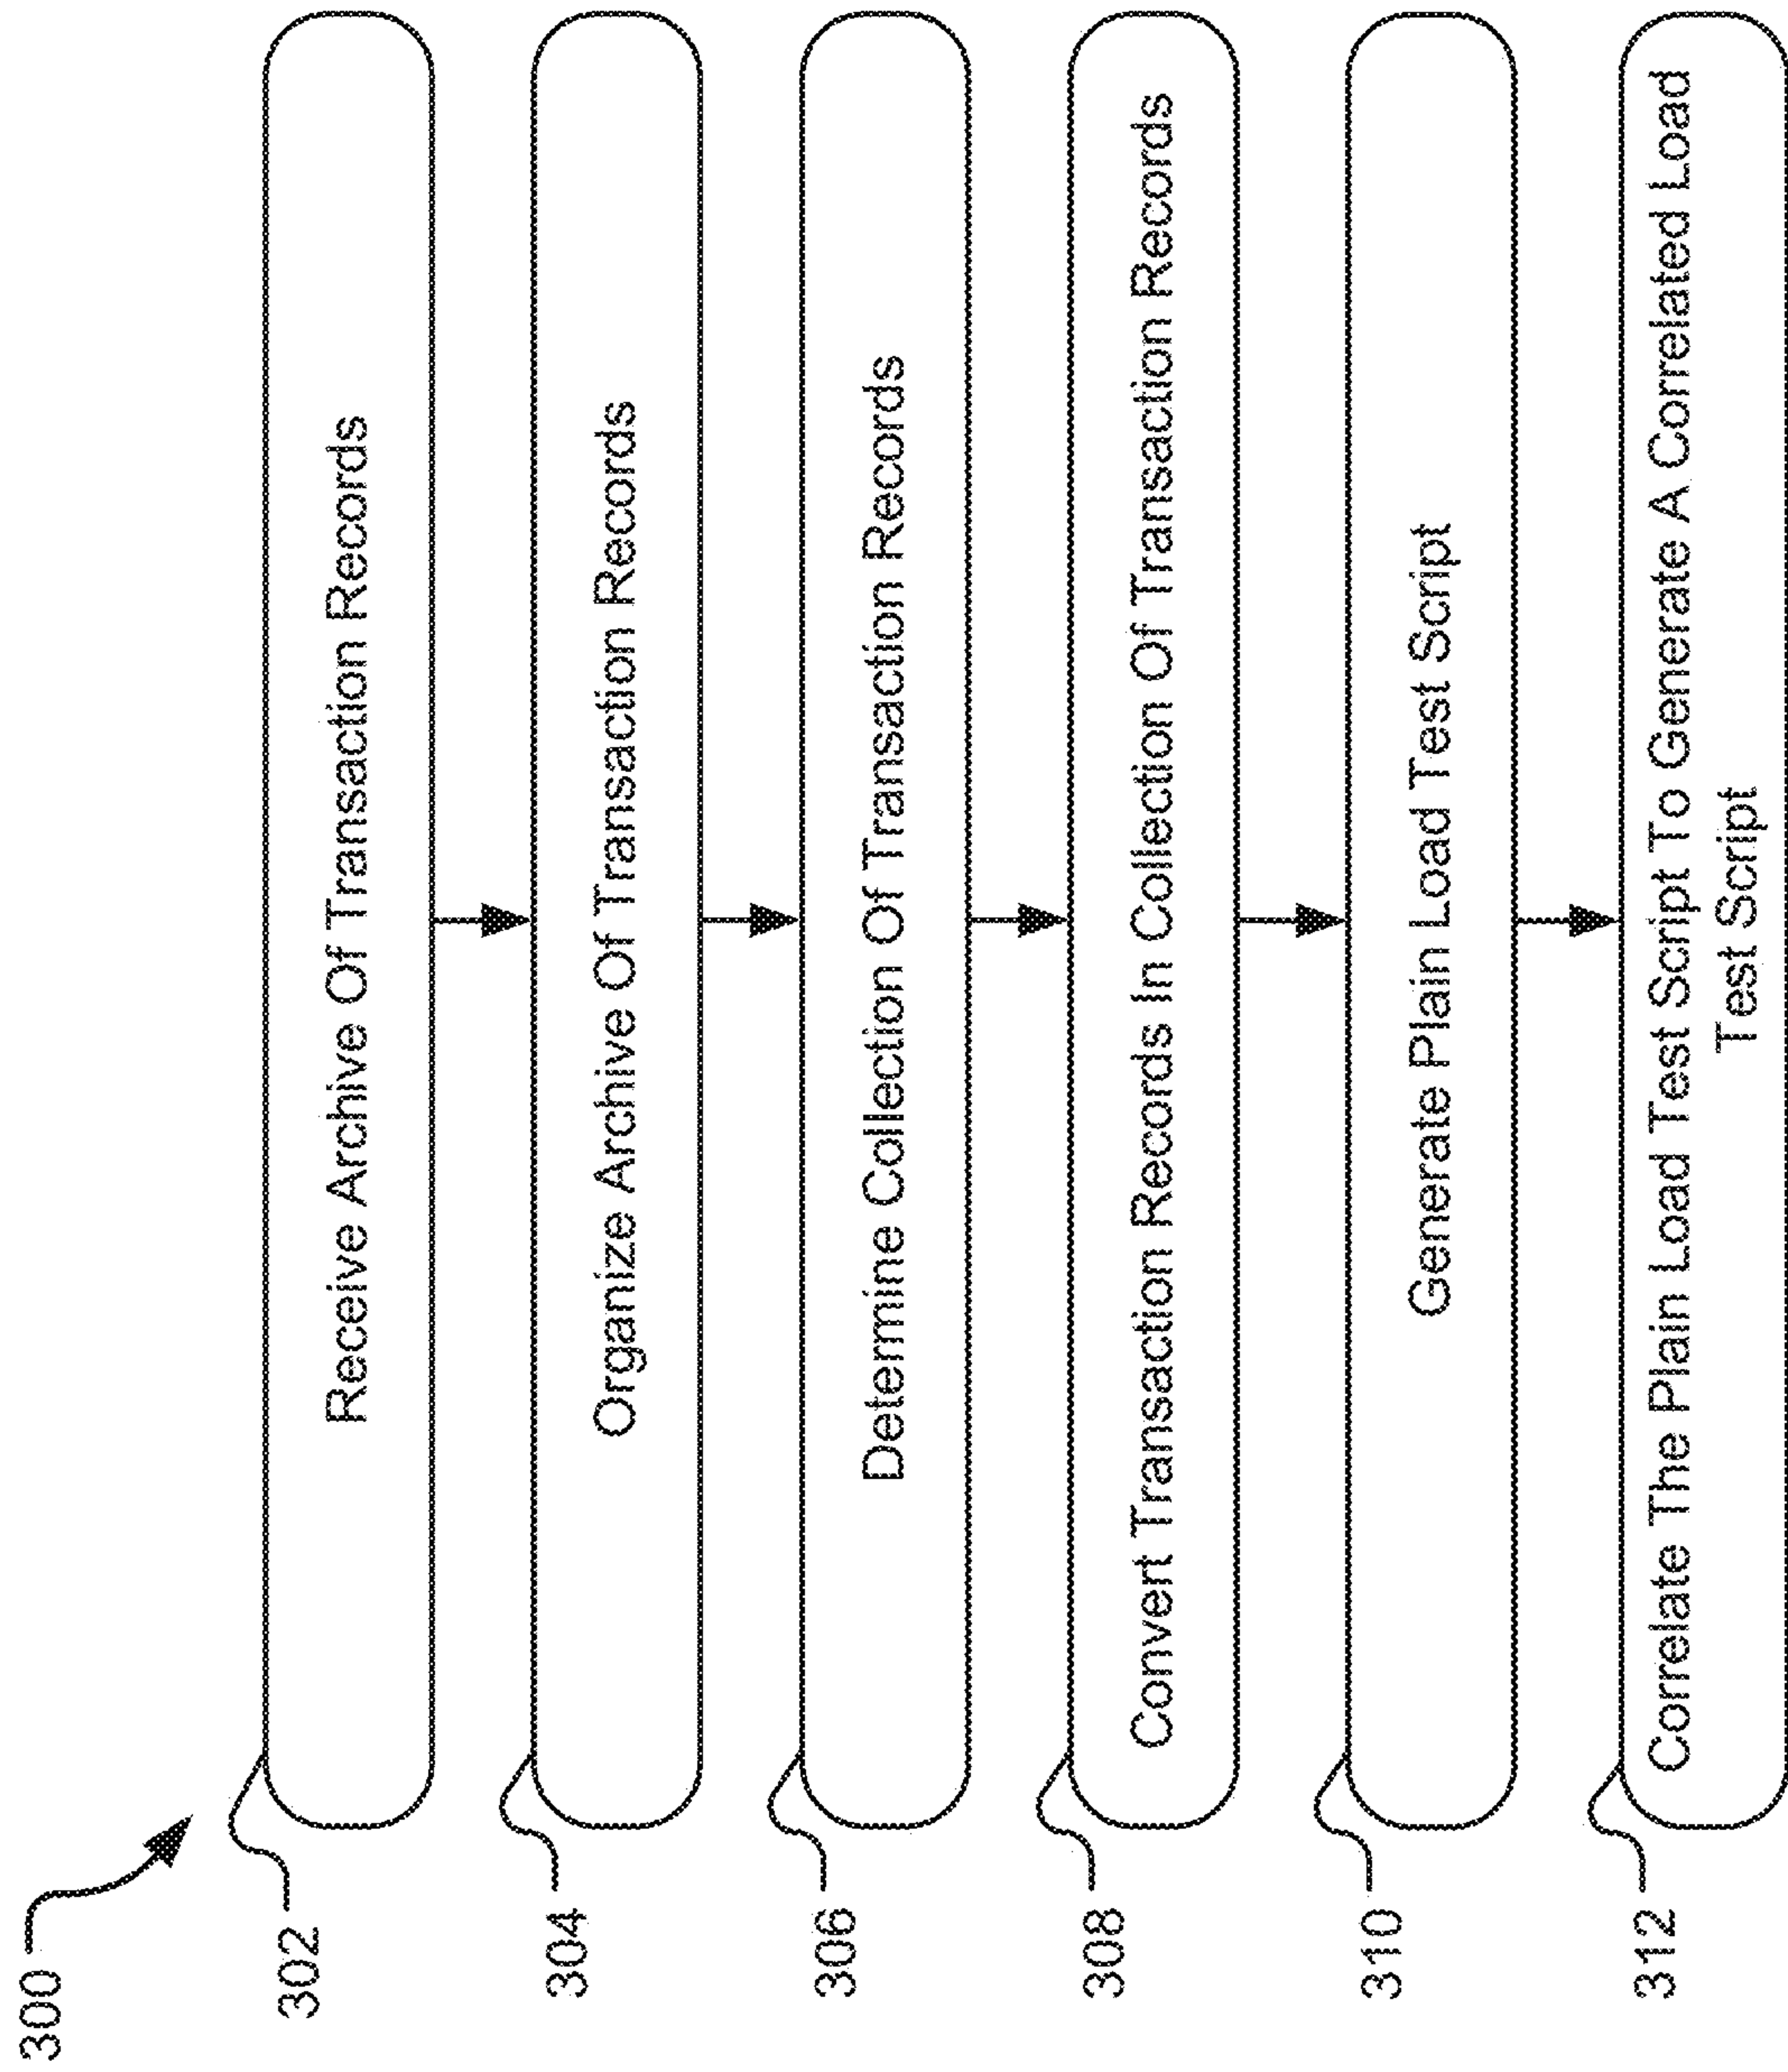 300
302
Receive Archive Of Transaction Records
304
Organize Archive Of Transaction Records
306
Determine Collection Of Transaction Records
308
Convert Transaction Records In Collection Of Transaction Records
310
Generate Plain Load Test Script
312
Correlate The Plain Load Test Script To Generate A Correlated Load
Test Script